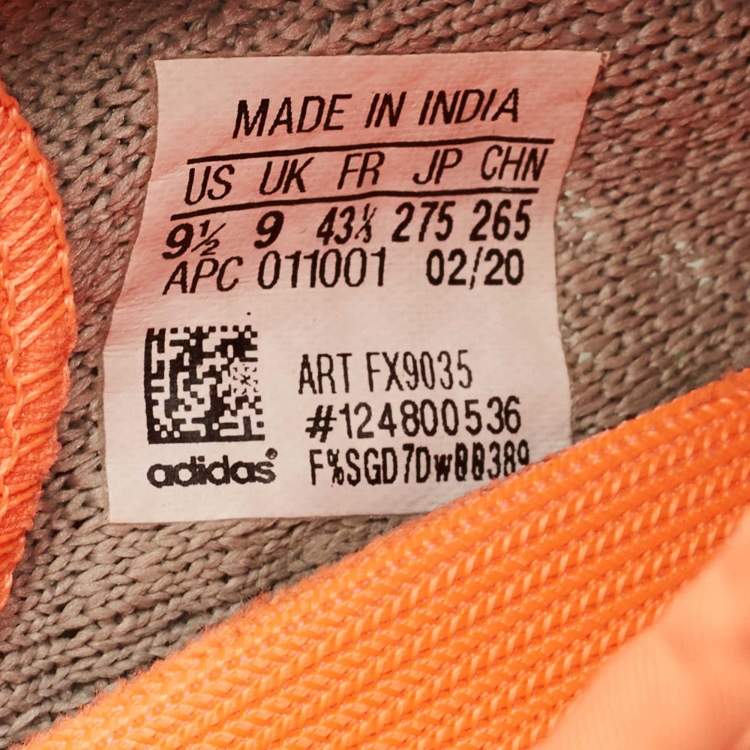 MADE IN INDIA
US UK FR JP CHN
9½ 9 43⅓ 275 265
APC 011001 02/20
ART FX9035
#124800536
adidas®